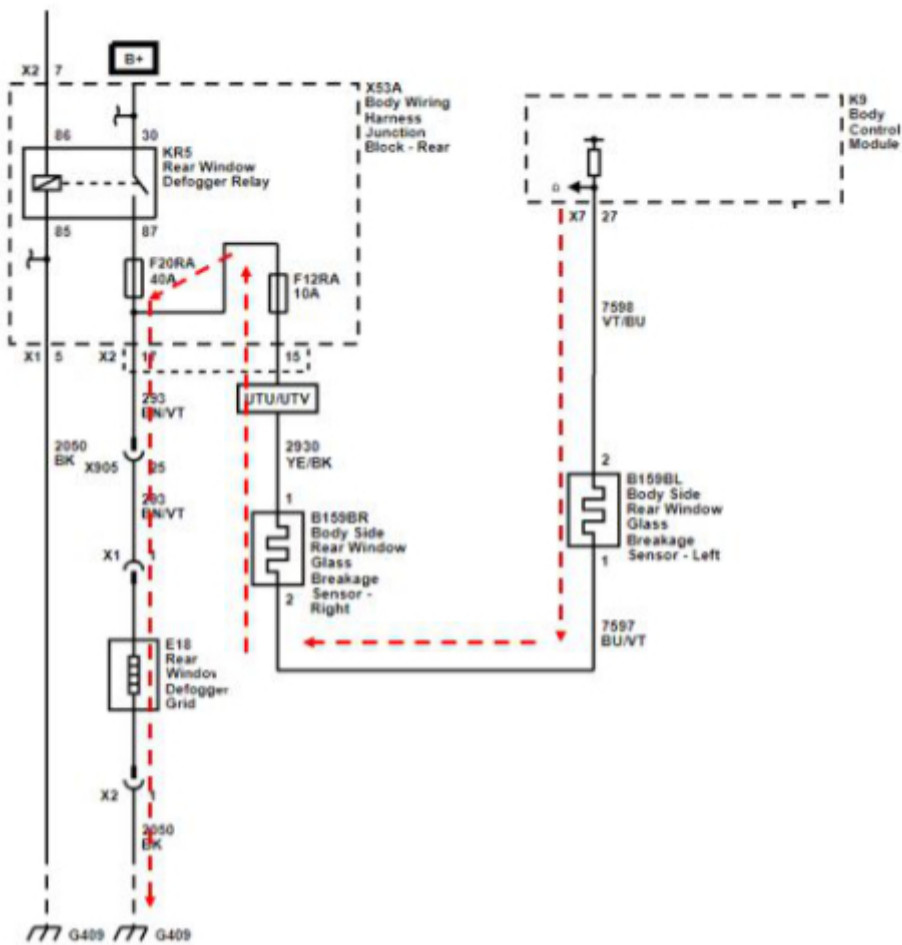 B+
X2 7
X53A
Body Wiring
Harness
Junction
Block - Rear
K9
Body
Control
Module
86 30
KR5
Rear Window
Defogger Relay
85 87
X7 27
F20RA
40A
F12RA
10A
7598
VT/BU
X1 5 X2 17 15
UTU/UTV
293
BN/VT
2050
BK
X905 25
2930
YE/BK
2
B159BL
Body Side
Rear Window
Glass
Breakage
Sensor - Left
1
293
BN/VT
1
B159BR
Body Side
Rear Window
Glass
Breakage
Sensor -
Right
2
X1 1
7597
BU/VT
E18
Rear
Window
Defogger
Grid
X2 1
2050
BK
G409 G409